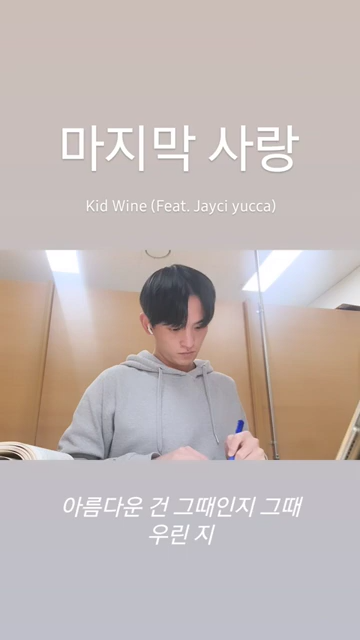 마지막 사랑
Kid Wine (Feat. Jayci yucca)
아름다운 건 그때인지 그때
우린 지